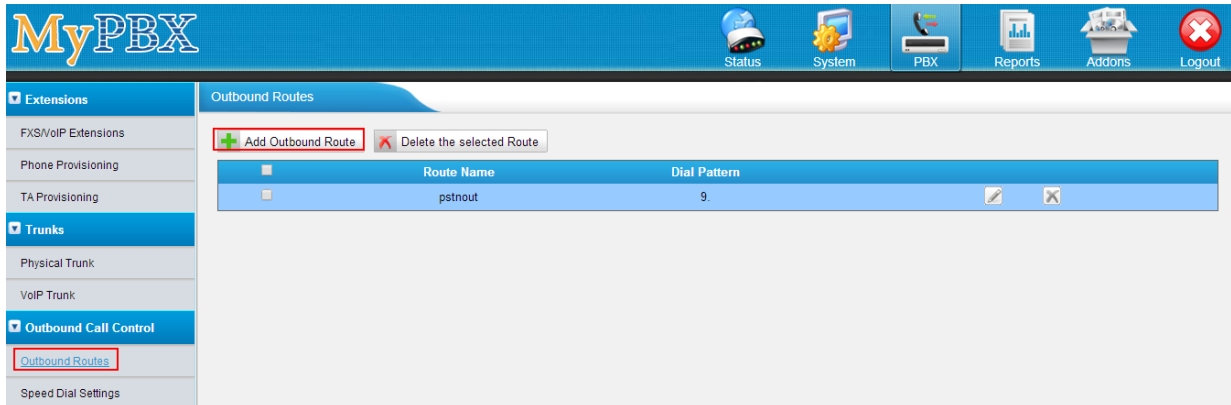 MyPBX
Status
System
PBX
Reports
Addons
Logout
Extensions
FXS/VoIP Extensions
Phone Provisioning
TA Provisioning
Trunks
Physical Trunk
VoIP Trunk
Outbound Call Control
Outbound Routes
Speed Dial Settings
Outbound Routes
Add Outbound Route
Delete the selected Route
Route Name Dial Pattern
pstnout 9.